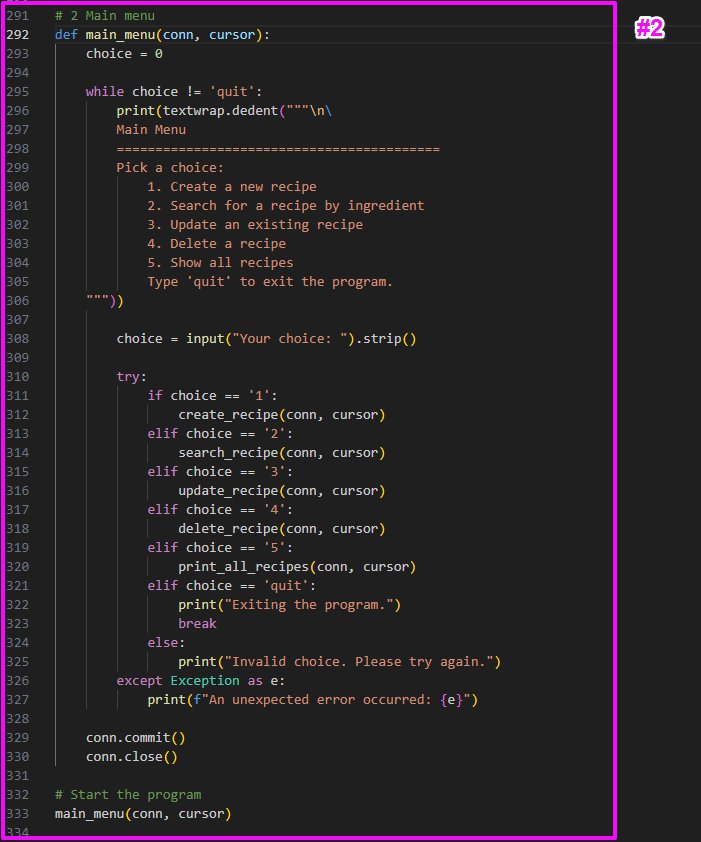 291 # 2 Main menu
#2
292 def main_menu(conn, cursor):
293     choice = 0
294
295     while choice != 'quit':
296         print(textwrap.dedent("""\n\
297         Main Menu
298         ==========================================
299         Pick a choice:
300             1. Create a new recipe
301             2. Search for a recipe by ingredient
302             3. Update an existing recipe
303             4. Delete a recipe
304             5. Show all recipes
305             Type 'quit' to exit the program.
306     """))
307
308         choice = input("Your choice: ").strip()
309
310         try:
311             if choice == '1':
312                 create_recipe(conn, cursor)
313             elif choice == '2':
314                 search_recipe(conn, cursor)
315             elif choice == '3':
316                 update_recipe(conn, cursor)
317             elif choice == '4':
318                 delete_recipe(conn, cursor)
319             elif choice == '5':
320                 print_all_recipes(conn, cursor)
321             elif choice == 'quit':
322                 print("Exiting the program.")
323                 break
324             else:
325                 print("Invalid choice. Please try again.")
326         except Exception as e:
327             print(f"An unexpected error occurred: {e}")
328
329     conn.commit()
330     conn.close()
331
332 # Start the program
333 main_menu(conn, cursor)
334